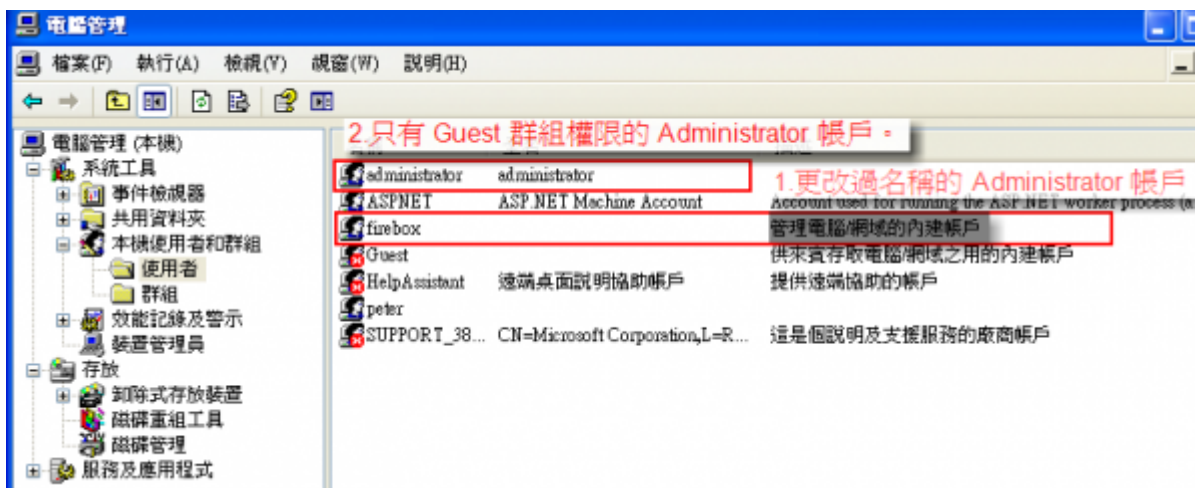 電腦管理
檔案(F) 執行(A) 檢視(V) 視窗(W) 說明(H)
2.只有 Guest 群組權限的 Administrator 帳戶。
1.更改過名稱的 Administrator 帳戶
電腦管理 (本機)
系統工具
事件檢視器
共用資料夾
本機使用者和群組
使用者
群組
效能記錄及警示
裝置管理員
存放
卸除式存放裝置
磁碟重組工具
磁碟管理
服務及應用程式
administrator administrator
ASPNET ASP.NET Machine Account Account used for running the ASP.NET worker process (a
firebox 管理電腦/網域的內建帳戶
Guest 供來賓存取電腦/網域之用的內建帳戶
HelpAssistant 遠端桌面說明協助帳戶 提供遠端協助的帳戶
peter
SUPPORT_38... CN=Microsoft Corporation,L=R... 這是個說明及支援服務的廠商帳戶